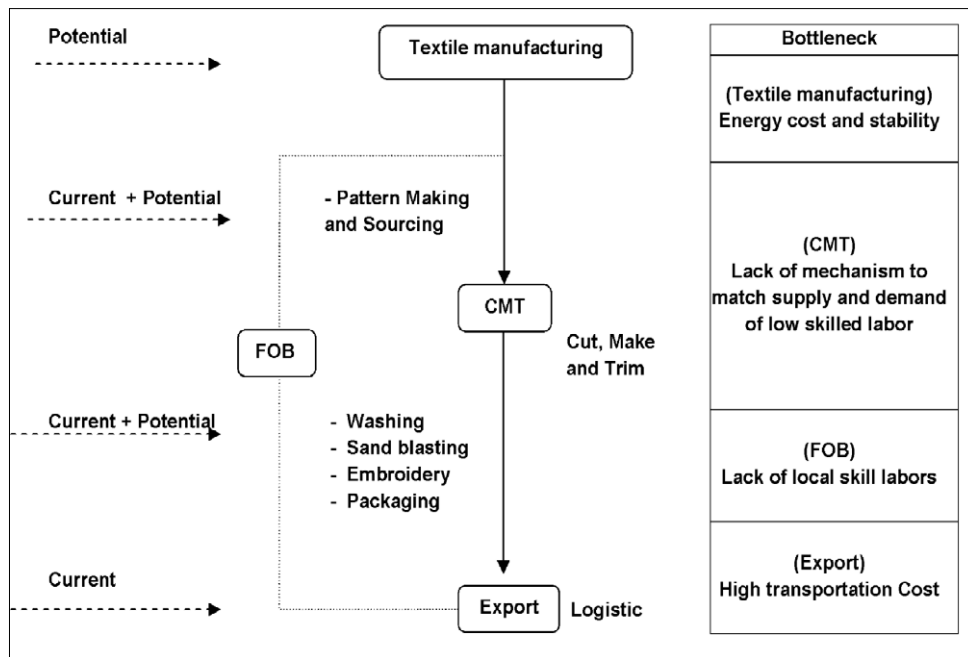 Potential
Textile manufacturing
Current + Potential
- Pattern Making
and Sourcing
CMT
Cut, Make
and Trim
FOB
Current + Potential
- Washing
- Sand blasting
- Embroidery
- Packaging
Current
Export
Logistic
Bottleneck
(Textile manufacturing)
Energy cost and stability
(CMT)
Lack of mechanism to
match supply and demand
of low skilled labor
(FOB)
Lack of local skill labors
(Export)
High transportation Cost